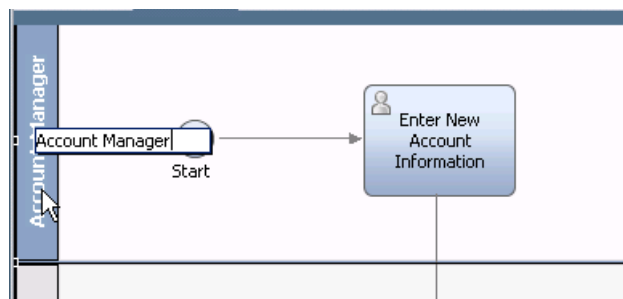 Account Manager
Account Manager
Start
Enter New
Account
Information